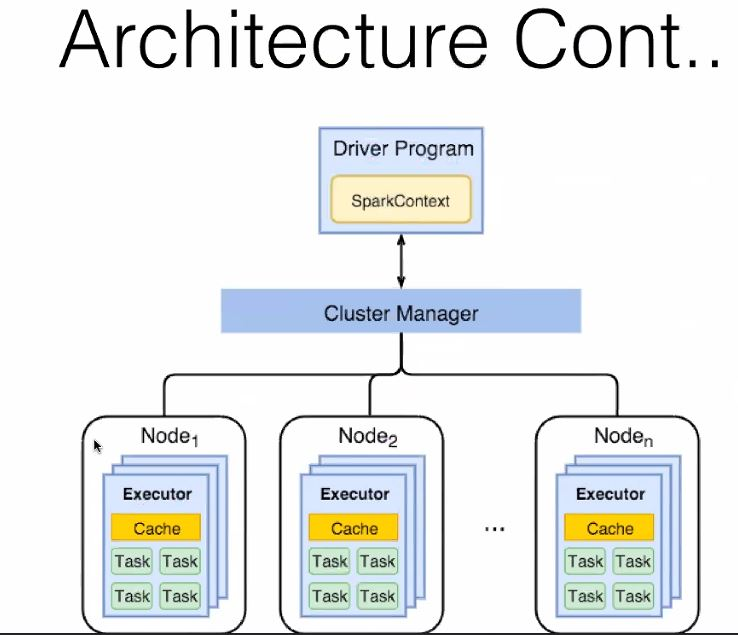 Architecture Cont..
Driver Program
SparkContext
Cluster Manager
Node1
Executor
Cache
Task Task
Task Task
Node2
Executor
Cache
Task Task
Task Task
...
Noden
Executor
Cache
Task Task
Task Task